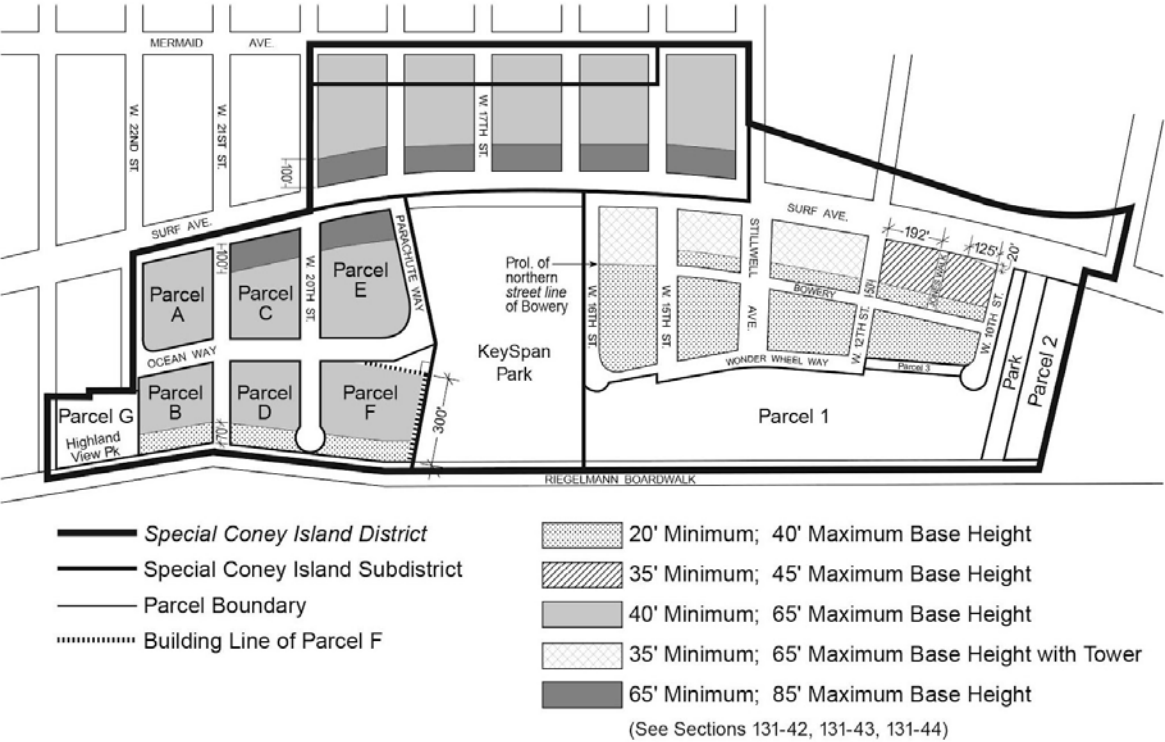 MERMAID AVE.
W. 22ND ST.
W. 21ST ST.
W. 17TH ST.
100'
SURF AVE.
SURF AVE.
100'
W. 20TH ST.
PARACHUTE WAY
Parcel
A
Parcel
C
Parcel
E
Prol. of
northern
street line
of Bowery
W. 16TH ST.
W. 15TH ST.
STILLWELL AVE.
BOWERY
50'
W. 12TH ST.
192'
125'
20'
JONES WALK
W. 10TH ST.
OCEAN WAY
KeySpan
Park
WONDER WHEEL WAY
Parcel 3
Park
Parcel 2
Parcel G
Highland
View Pk
Parcel
B
Parcel
D
Parcel
F
70'
300'
Parcel 1
RIEGELMANN BOARDWALK
Special Coney Island District
Special Coney Island Subdistrict
Parcel Boundary
Building Line of Parcel F
20' Minimum; 40' Maximum Base Height
35' Minimum; 45' Maximum Base Height
40' Minimum; 65' Maximum Base Height
35' Minimum; 65' Maximum Base Height with Tower
65' Minimum; 85' Maximum Base Height
(See Sections 131-42, 131-43, 131-44)